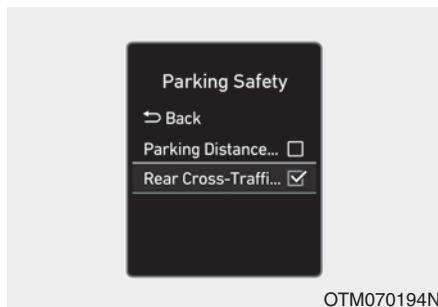 Parking Safety
Back
Parking Distance...
Rear Cross-Traffi...
OTM070194N